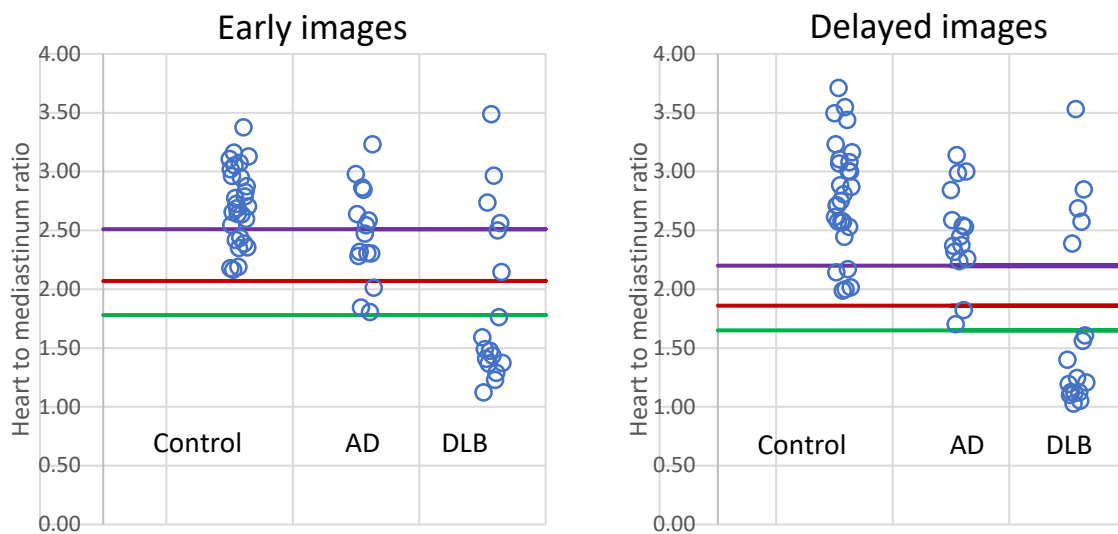 Early images
Heart to mediastinum ratio
4.00
3.50
3.00
2.50
2.00
1.50
1.00
0.50
0.00
Control
AD
DLB
Delayed images
Heart to mediastinum ratio
4.00
3.50
3.00
2.50
2.00
1.50
1.00
0.50
0.00
Control
AD
DLB